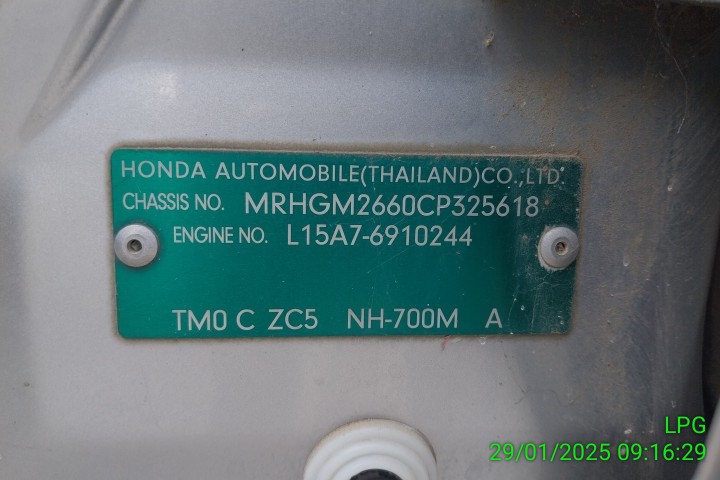 HONDA AUTOMOBILE(THAILAND)CO.,LTD.
CHASSIS NO. MRHGM2660CP325618
ENGINE NO. L15A7-6910244
TM0 C ZC5 NH-700M A
LPG
29/01/2025 09:16:29